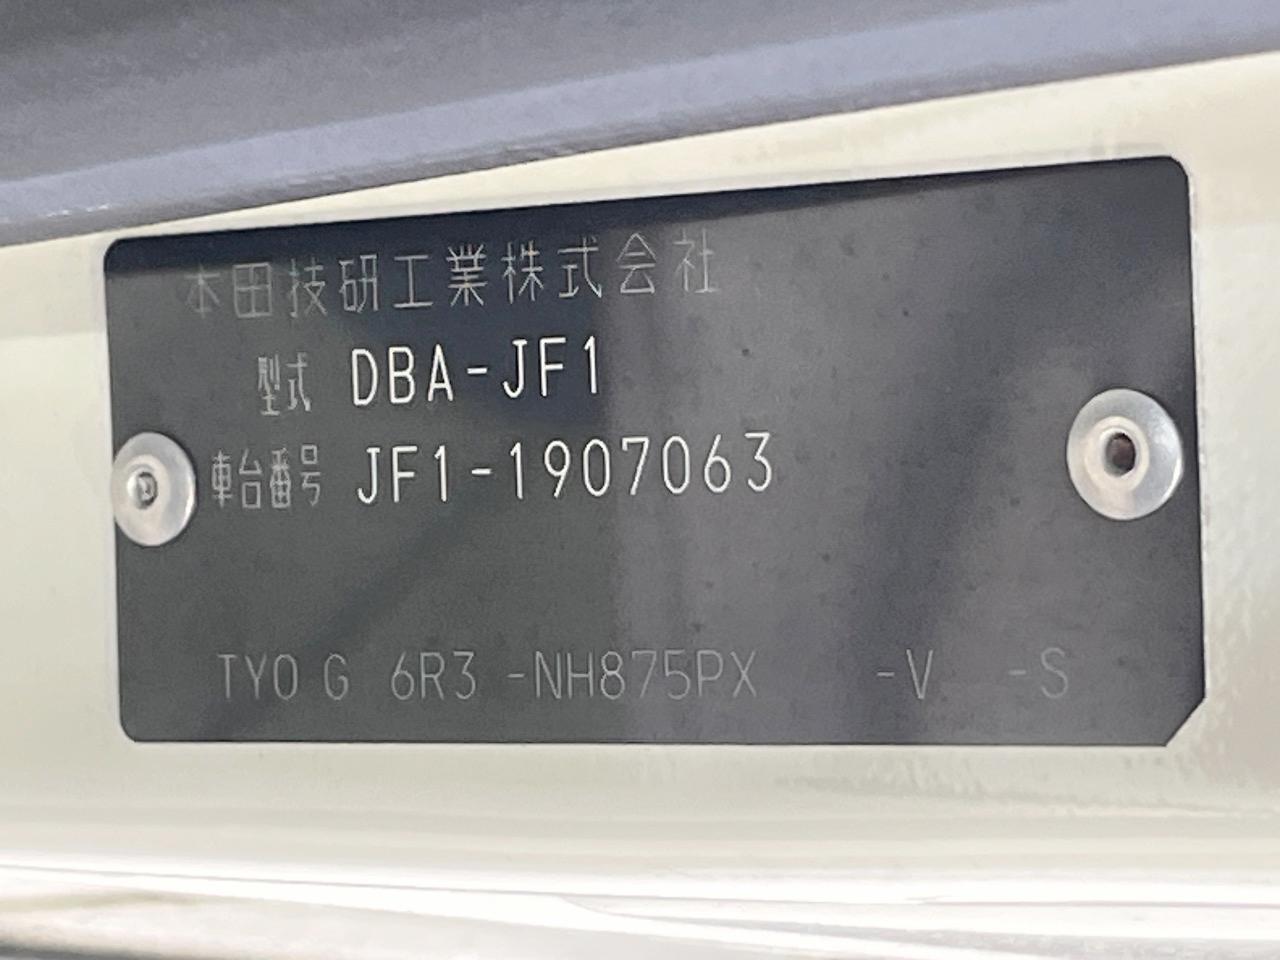 本田技研工業株式会社
型式 DBA-JF1
車台番号 JF1-1907063
TYO G 6R3 -NH875PX -V -S